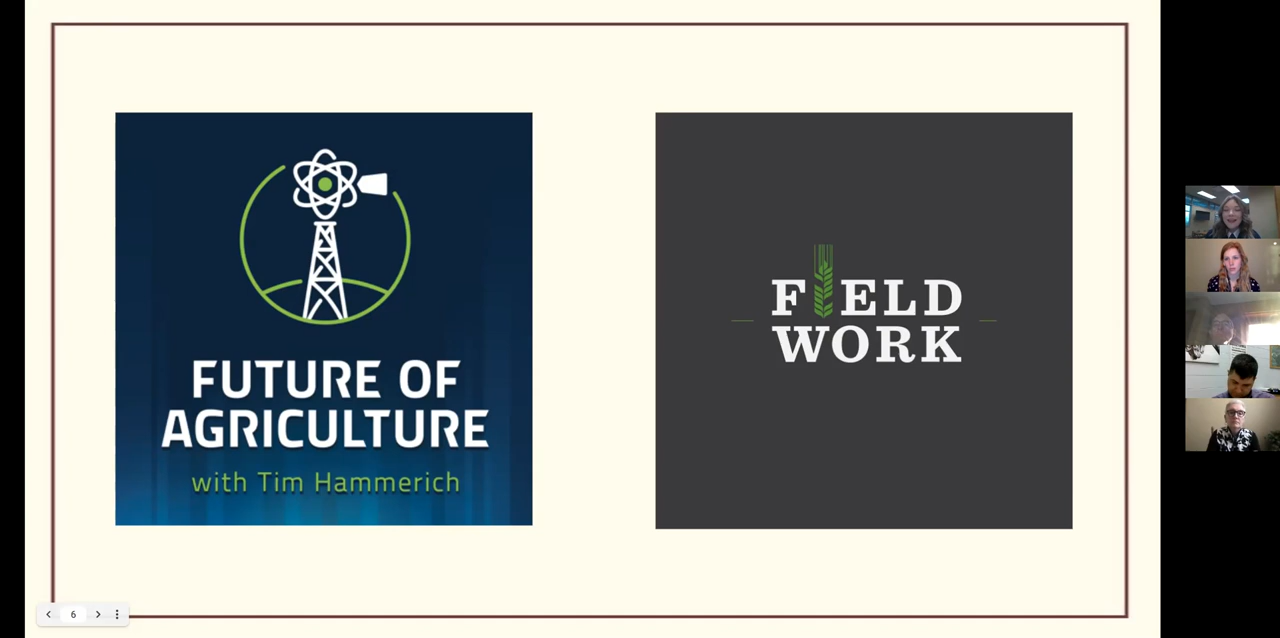 FUTURE OF
AGRICULTURE
with Tim Hammerich
FIELD
WORK
6